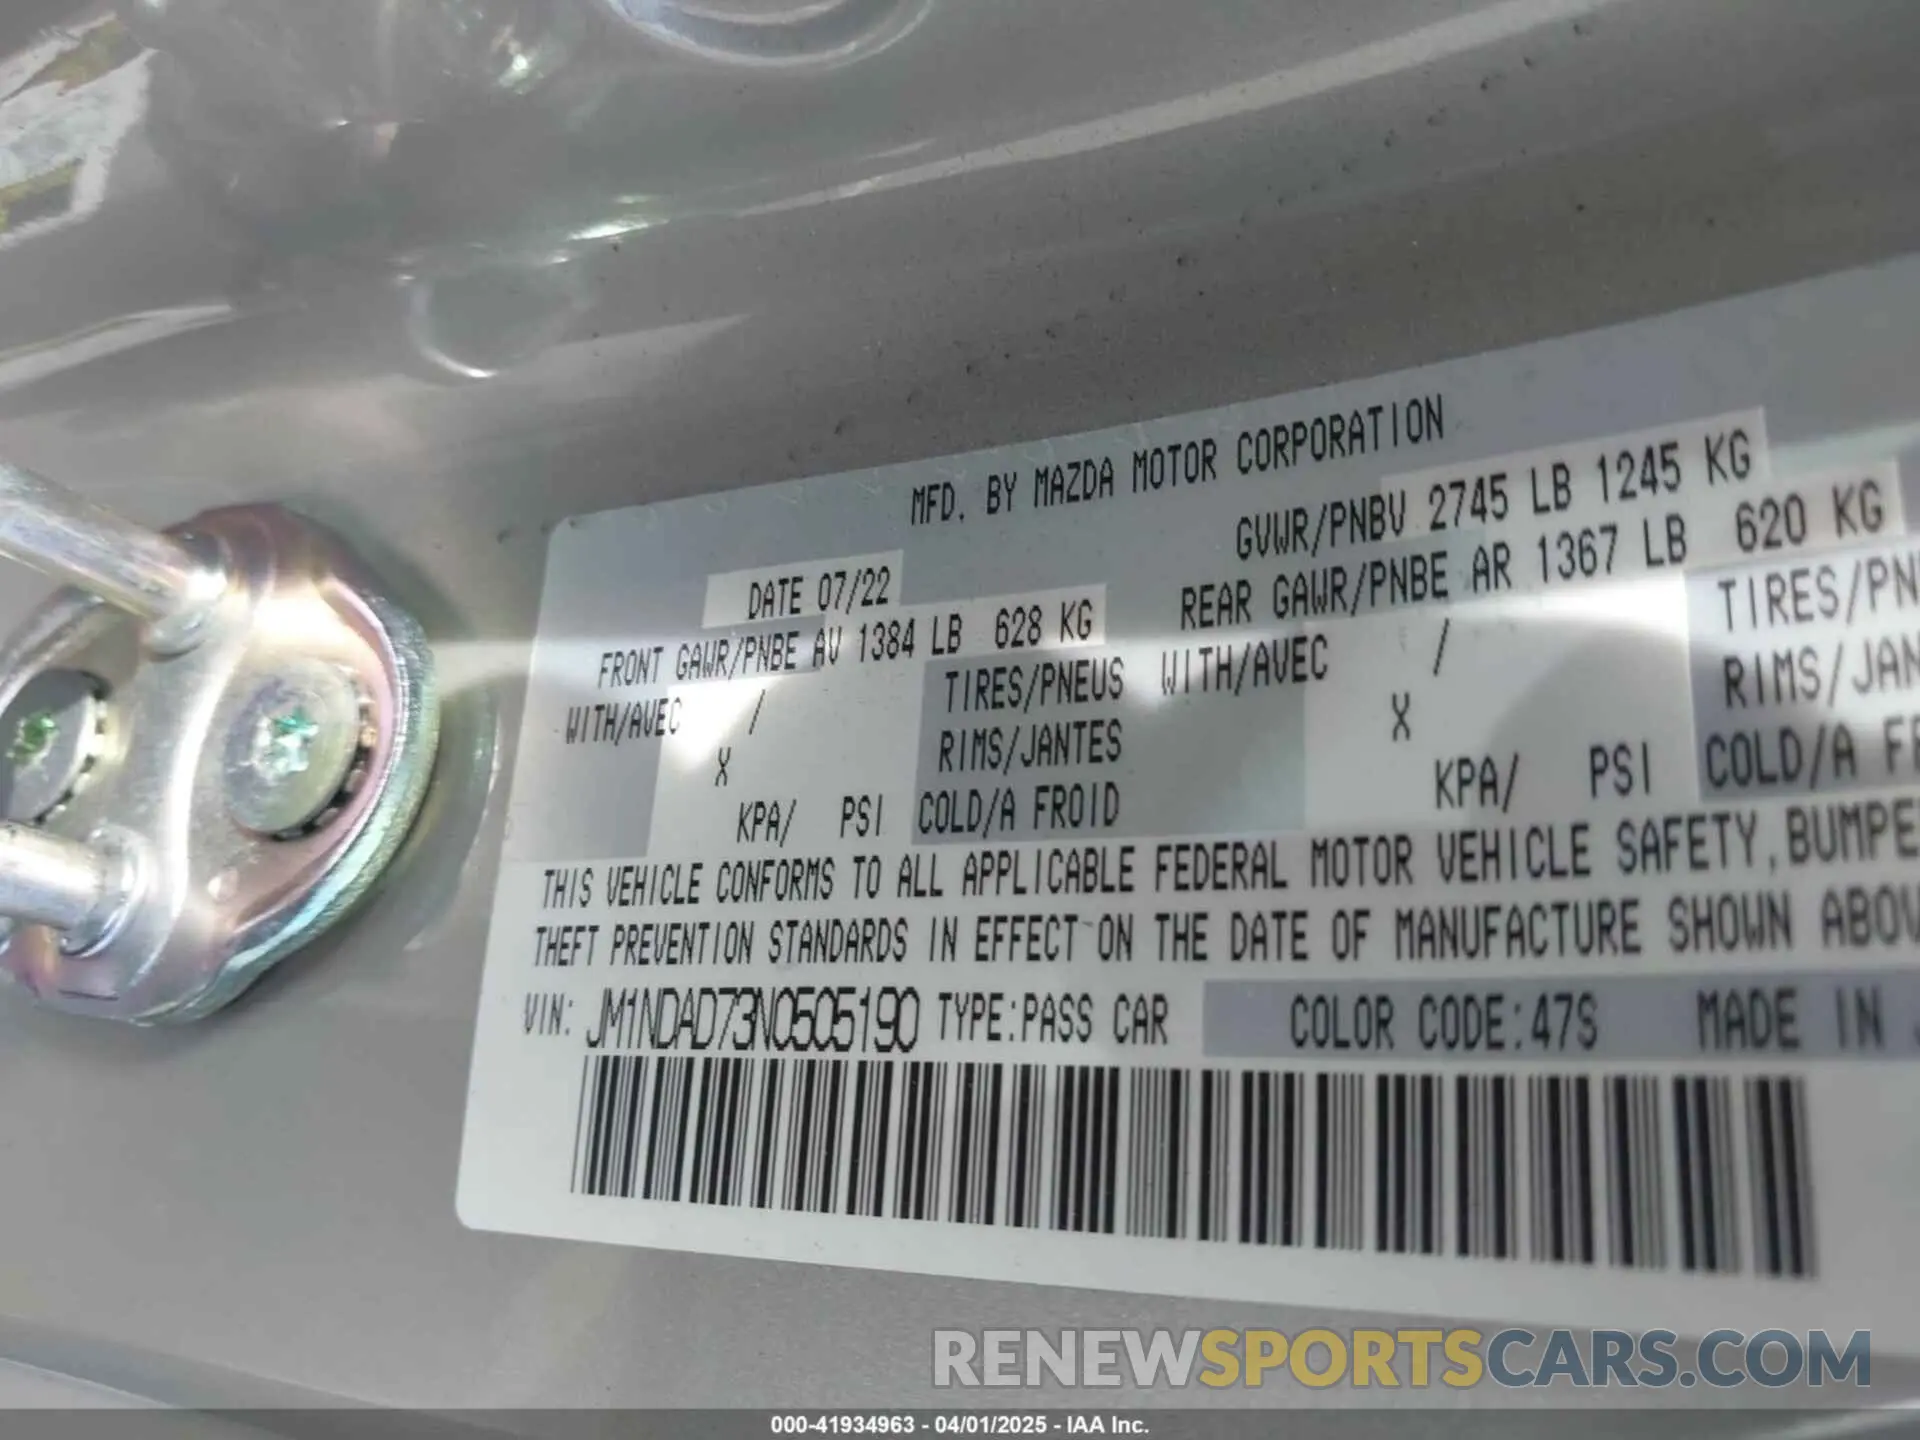 MFD. BY MAZDA MOTOR CORPORATION
DATE 07/22 GVWR/PNBV 2745 LB 1245 KG
FRONT GAWR/PNBE AV 1384 LB 628 KG REAR GAWR/PNBE AR 1367 LB 620 KG
WITH/AVEC / TIRES/PNEUS WITH/AVEC / TIRES/PN
X RIMS/JANTES X RIMS/JAN
KPA/ PSI COLD/A FROID KPA/ PSI COLD/A FR
THIS VEHICLE CONFORMS TO ALL APPLICABLE FEDERAL MOTOR VEHICLE SAFETY, BUMPE
THEFT PREVENTION STANDARDS IN EFFECT ON THE DATE OF MANUFACTURE SHOWN ABOV
VIN: JM1NDAD73N0505190 TYPE:PASS CAR COLOR CODE:47S MADE IN
RENEWSPORTSCARS.COM
000-41934963 - 04/01/2025 - IAA Inc.